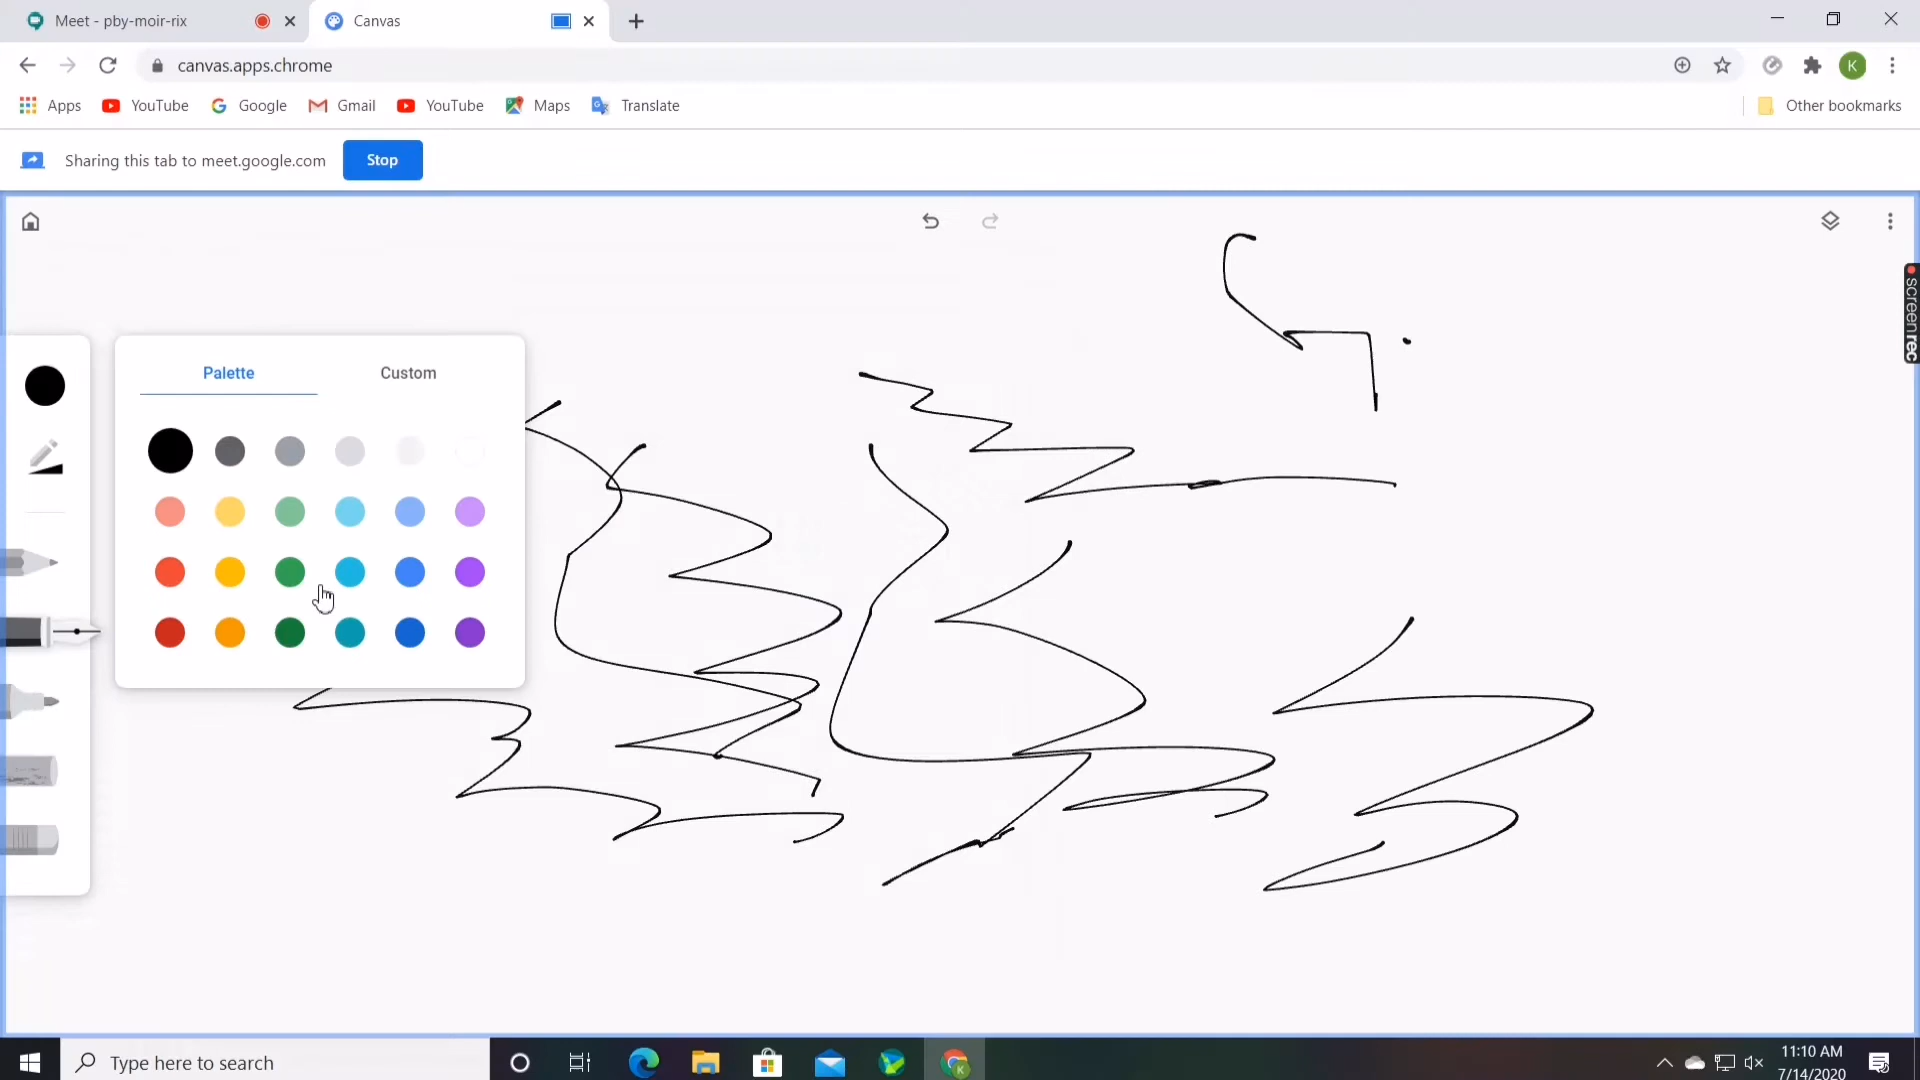 Meet - pby-moir-rix
Canvas
canvas.apps.chrome
K
Apps YouTube Google Gmail YouTube Maps Translate Other bookmarks
Sharing this tab to meet.google.com Stop
screenrec
Palette Custom
Type here to search
K
11:10 AM
7/14/2020